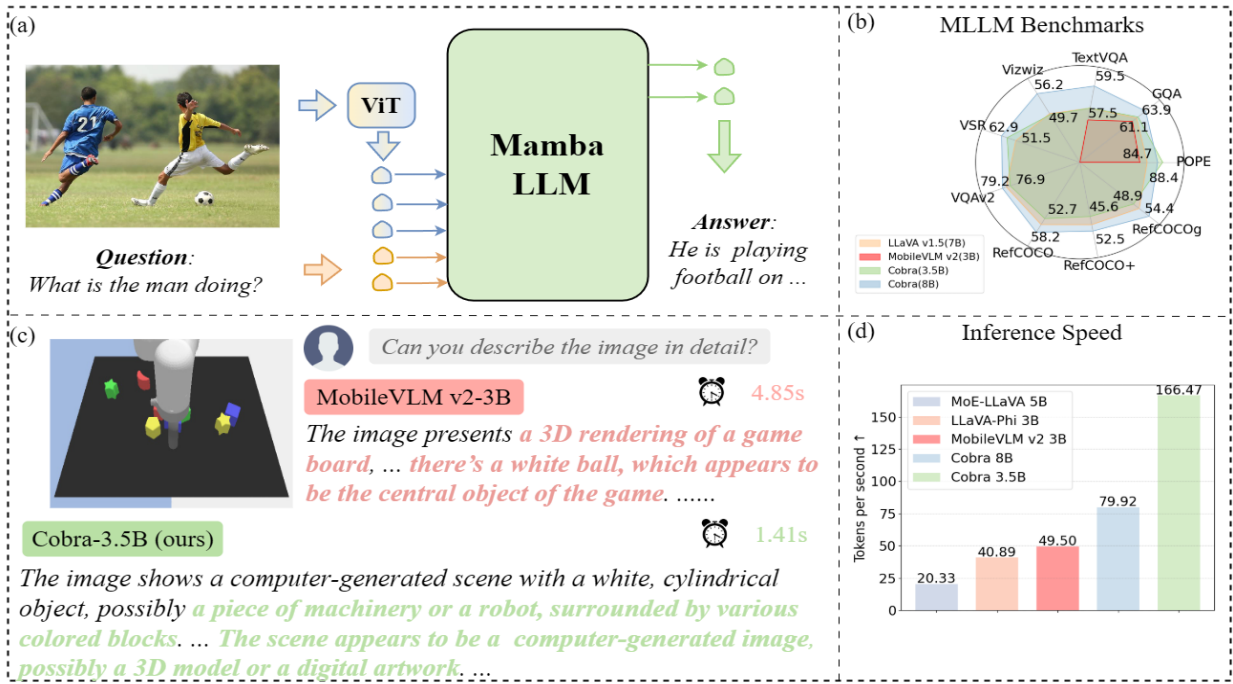 (a)
21
ViT
Mamba
LLM
Question:
What is the man doing?
Answer:
He is playing
football on ...
(b)
MLLM Benchmarks
TextVQA
59.5
Vizwiz
56.2
GQA
63.9
VSR
62.9
49.7
57.5
61.1
51.5
84.7
POPE
88.4
79.2
VQAv2
76.9
52.7
45.6
48.9
54.4
RefCOCOg
58.2
RefCOCO
52.5
RefCOCO+
LLaVA v1.5(7B)
MobileVLM v2(3B)
Cobra(3.5B)
Cobra(8B)
(c)
Can you describe the image in detail?
MobileVLM v2-3B
4.85s
The image presents a 3D rendering of a game
board, ... there's a white ball, which appears to
be the central object of the game. ......
Cobra-3.5B (ours)
1.41s
The image shows a computer-generated scene with a white, cylindrical
object, possibly a piece of machinery or a robot, surrounded by various
colored blocks. ... The scene appears to be a computer-generated image,
possibly a 3D model or a digital artwork. ...
(d)
Inference Speed
Tokens per second ↑
150
125
100
75
50
25
0
MoE-LLaVA 5B
LLaVA-Phi 3B
MobileVLM v2 3B
Cobra 8B
Cobra 3.5B
20.33
40.89
49.50
79.92
166.47